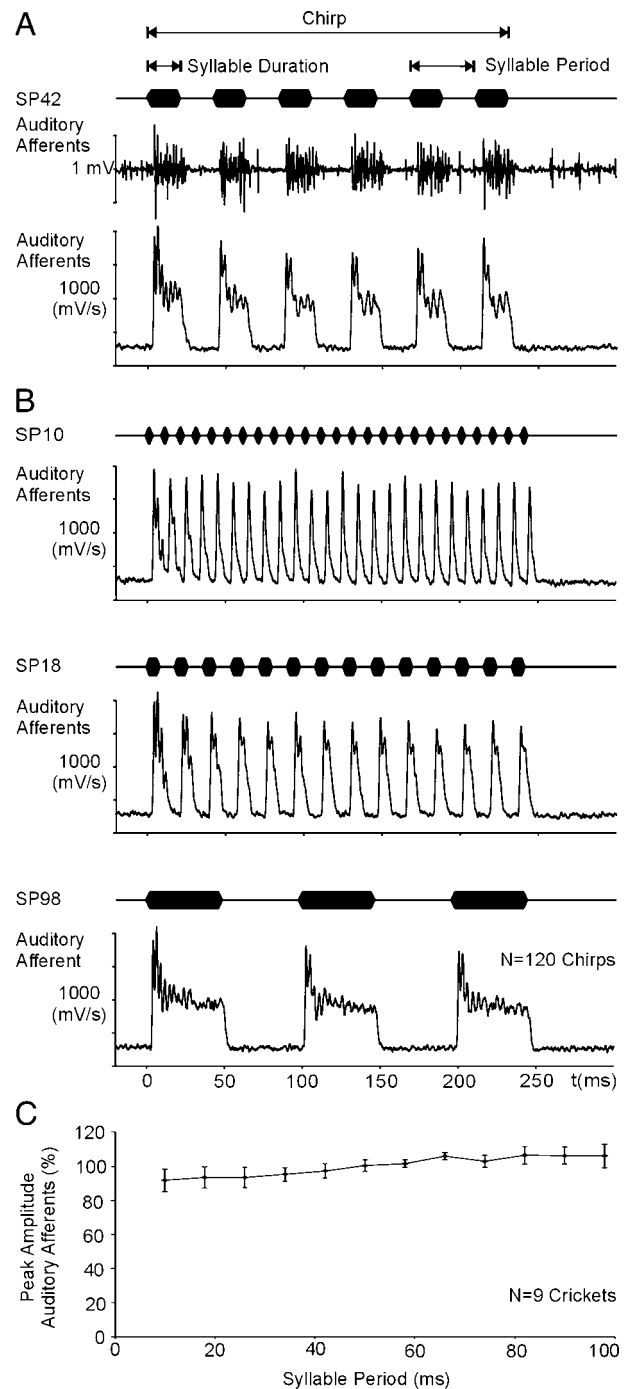 A
Chirp
Syllable Duration
Syllable Period
SP42
Auditory
Afferents
1 mV
Auditory
Afferents
1000
(mV/s)
B
SP10
Auditory
Afferents
1000
(mV/s)
SP18
Auditory
Afferents
1000
(mV/s)
SP98
Auditory
Afferent
N=120 Chirps
1000
(mV/s)
0 50 100 150 200 250 t(ms)
C
120
100
80
60
40
20
0
Peak Amplitude
Auditory Afferents (%)
N=9 Crickets
0 20 40 60 80 100
Syllable Period (ms)